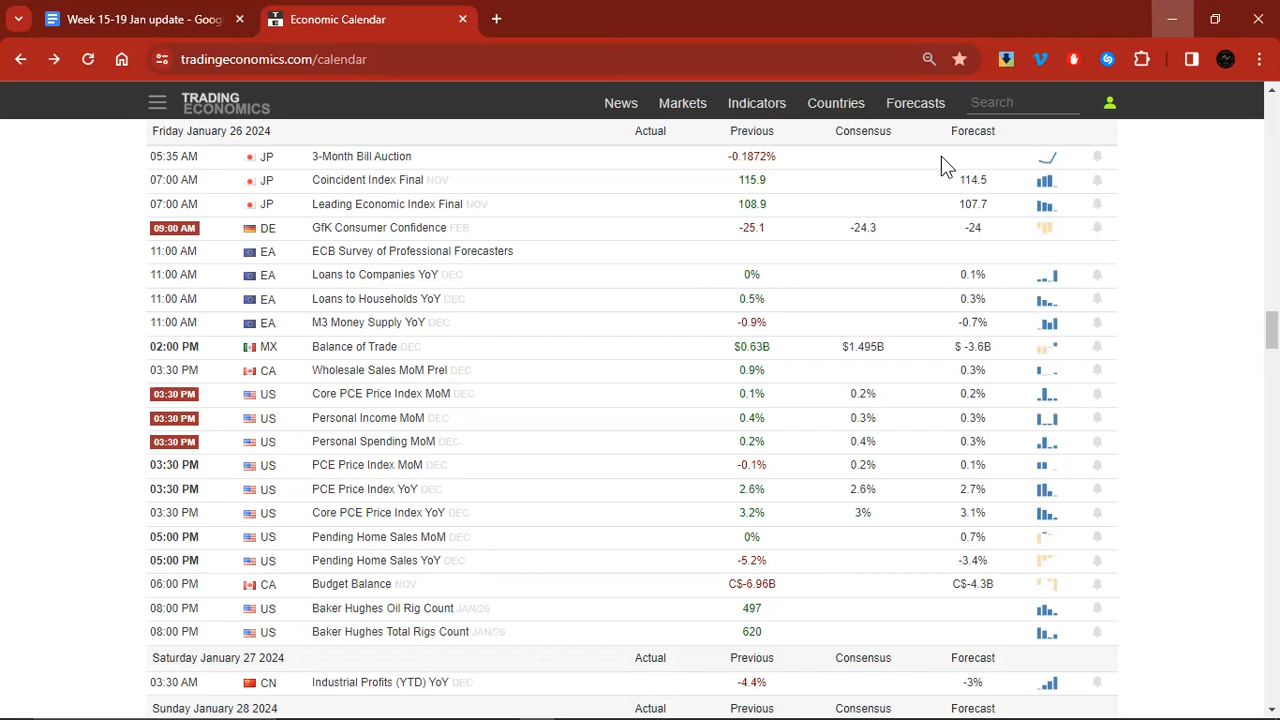 Week 15-19 Jan update - Goog
Economic Calendar
tradingeconomics.com/calendar
TRADING
ECONOMICS
News Markets Indicators Countries Forecasts Search
Friday January 26 2024 Actual Previous Consensus Forecast
05:35 AM JP 3-Month Bill Auction -0.1872%
07:00 AM JP Coincident Index Final NOV 115.9 114.5
07:00 AM JP Leading Economic Index Final NOV 108.9 107.7
09:00 AM DE GfK Consumer Confidence FEB -25.1 -24.3 -24
11:00 AM EA ECB Survey of Professional Forecasters
11:00 AM EA Loans to Companies YoY DEC 0% 0.1%
11:00 AM EA Loans to Households YoY DEC 0.5% 0.3%
11:00 AM EA M3 Money Supply YoY DEC -0.9% -0.7%
02:00 PM MX Balance of Trade DEC $0.63B $1.495B $ -3.6B
03:30 PM CA Wholesale Sales MoM Prel DEC 0.9% 0.3%
03:30 PM US Core PCE Price Index MoM DEC 0.1% 0.2% 0.2%
03:30 PM US Personal Income MoM DEC 0.4% 0.3% 0.3%
03:30 PM US Personal Spending MoM DEC 0.2% 0.4% 0.3%
03:30 PM US PCE Price Index MoM DEC -0.1% 0.2% 0.1%
03:30 PM US PCE Price Index YoY DEC 2.6% 2.6% 2.7%
03:30 PM US Core PCE Price Index YoY DEC 3.2% 3% 3.1%
05:00 PM US Pending Home Sales MoM DEC 0% 0.7%
05:00 PM US Pending Home Sales YoY DEC -5.2% -3.4%
06:00 PM CA Budget Balance NOV C$-6.96B C$-4.3B
08:00 PM US Baker Hughes Oil Rig Count JAN/26 497
08:00 PM US Baker Hughes Total Rigs Count JAN/26 620
Saturday January 27 2024 Actual Previous Consensus Forecast
03:30 AM CN Industrial Profits (YTD) YoY DEC -4.4% -3%
Sunday January 28 2024 Actual Previous Consensus Forecast